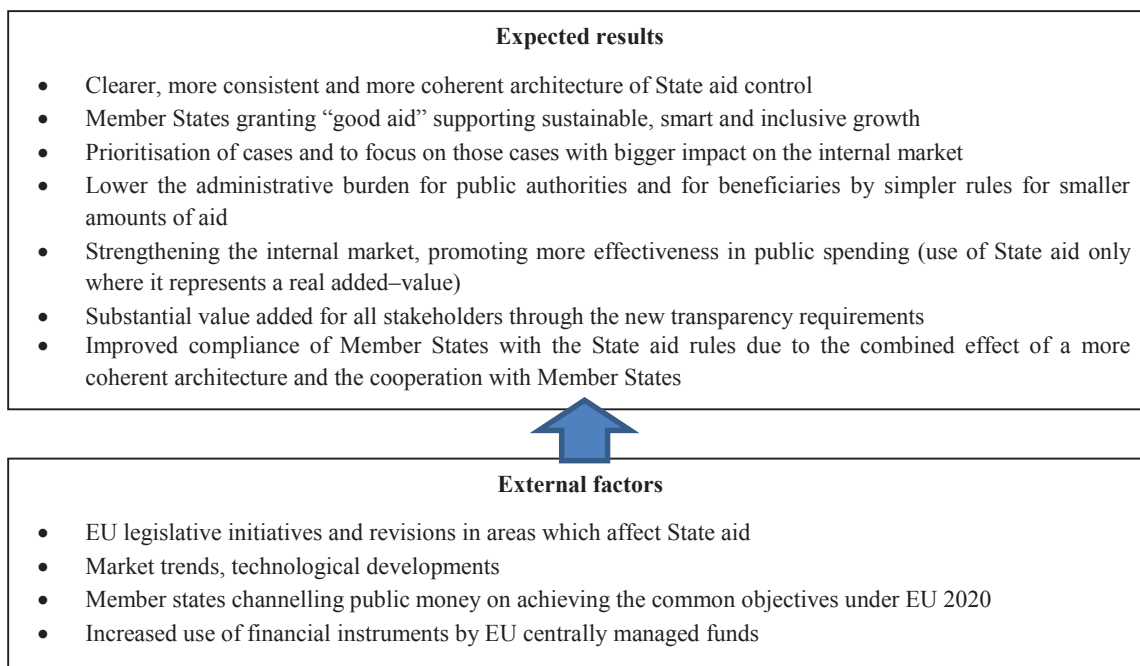 Expected results
• Clearer, more consistent and more coherent architecture of State aid control
• Member States granting “good aid” supporting sustainable, smart and inclusive growth
• Prioritisation of cases and to focus on those cases with bigger impact on the internal market
• Lower the administrative burden for public authorities and for beneficiaries by simpler rules for smaller
amounts of aid
• Strengthening the internal market, promoting more effectiveness in public spending (use of State aid only
where it represents a real added–value)
• Substantial value added for all stakeholders through the new transparency requirements
• Improved compliance of Member States with the State aid rules due to the combined effect of a more
coherent architecture and the cooperation with Member States
External factors
• EU legislative initiatives and revisions in areas which affect State aid
• Market trends, technological developments
• Member states channelling public money on achieving the common objectives under EU 2020
• Increased use of financial instruments by EU centrally managed funds